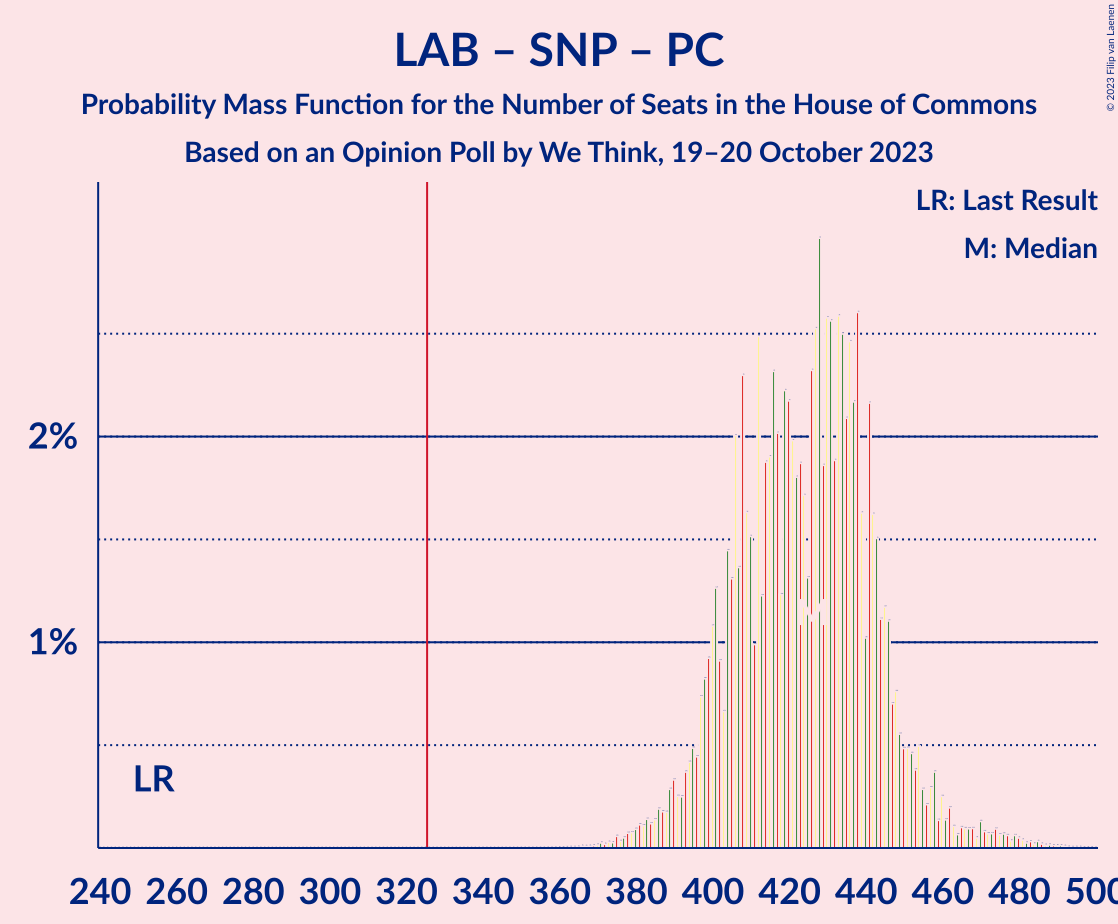 LAB – SNP – PC
Probability Mass Function for the Number of Seats in the House of Commons
Based on an Opinion Poll by We Think, 19–20 October 2023
© 2023 Filip van Laenen
LR: Last Result
M: Median
2%
1%
LR
240 260 280 300 320 340 360 380 400 420 440 460 480 500